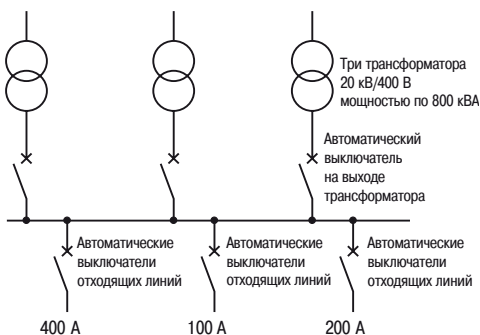 Три трансформатора
20 кВ/400 В
мощностью по 800 кВА
Автоматический
выключатель
на выходе
трансформатора
Автоматические
выключатели
отходящих линий
Автоматические
выключатели
отходящих линий
Автоматические
выключатели
отходящих линий
400 А
100 А
200 А